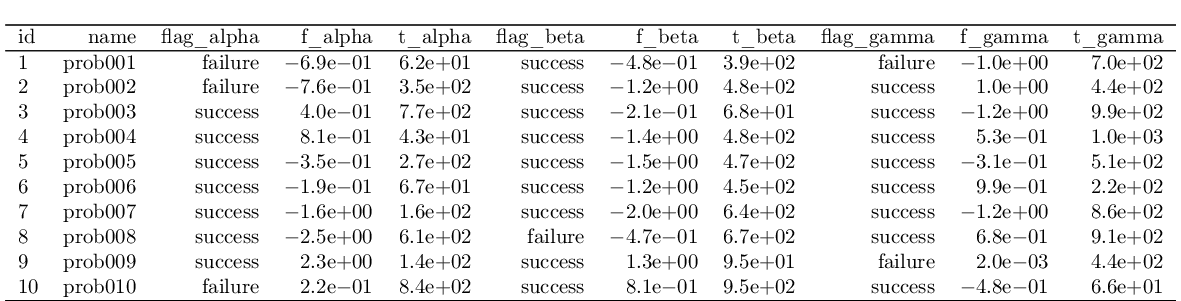 id name flag_alpha f_alpha t_alpha flag_beta f_beta t_beta flag_gamma f_gamma t_gamma
1 prob001 failure −6.9e−01 6.2e+01 success −4.8e−01 3.9e+02 failure −1.0e+00 7.0e+02
2 prob002 failure −7.6e−01 3.5e+02 success −1.2e+00 4.8e+02 success 1.0e+00 4.4e+02
3 prob003 success 4.0e−01 7.7e+02 success −2.1e−01 6.8e+01 success −1.2e+00 9.9e+02
4 prob004 success 8.1e−01 4.3e+01 success −1.4e+00 4.8e+02 success 5.3e−01 1.0e+03
5 prob005 success −3.5e−01 2.7e+02 success −1.5e+00 4.7e+02 success −3.1e−01 5.1e+02
6 prob006 success −1.9e−01 6.7e+01 success −1.2e+00 4.5e+02 success 9.9e−01 2.2e+02
7 prob007 success −1.6e+00 1.6e+02 success −2.0e+00 6.4e+02 success −1.2e+00 8.6e+02
8 prob008 success −2.5e+00 6.1e+02 failure −4.7e−01 6.7e+02 success 6.8e−01 9.1e+02
9 prob009 success 2.3e+00 1.4e+02 success 1.3e+00 9.5e+01 failure 2.0e−03 4.4e+02
10 prob010 failure 2.2e−01 8.4e+02 success 8.1e−01 9.5e+02 success −4.8e−01 6.6e+01